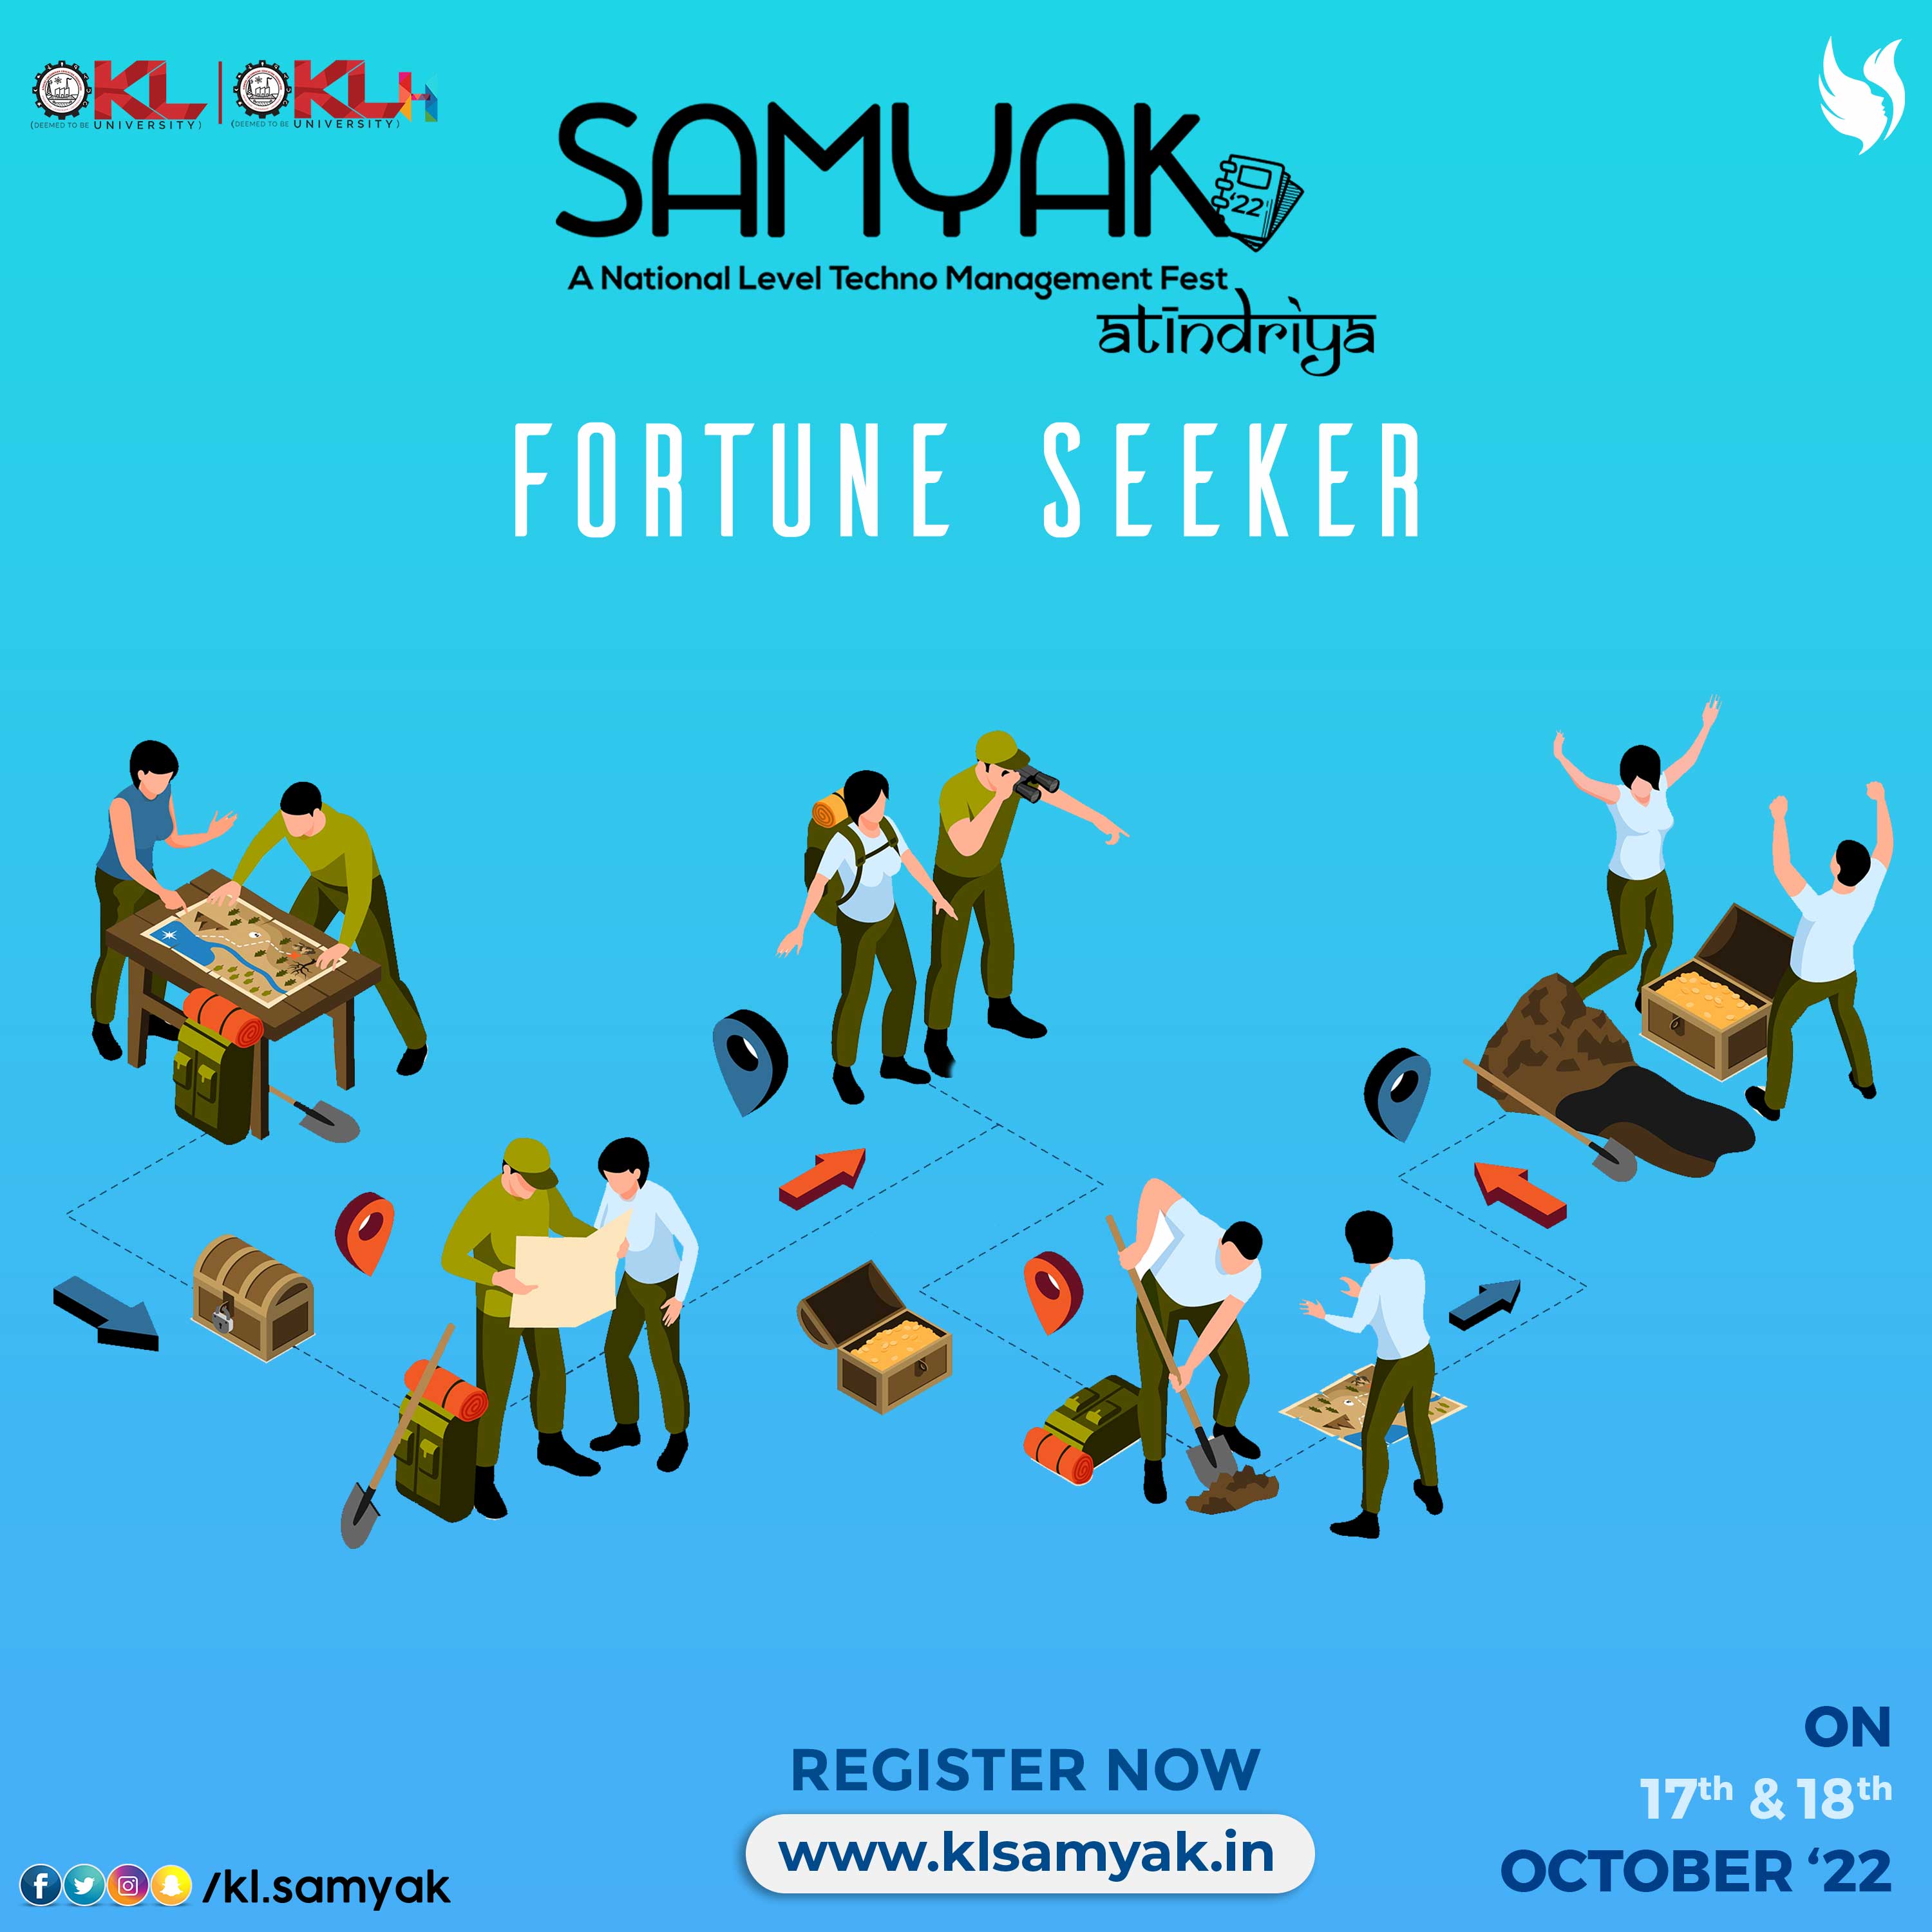 KL | KLH
(DEEMED TO BE UNIVERSITY) (DEEMED TO BE UNIVERSITY)
SAMYAK '22
A National Level Techno Management Fest
atindriya
FORTUNE SEEKER
REGISTER NOW
www.klsamyak.in
/kl.samyak
ON
17th & 18th
OCTOBER ‘22